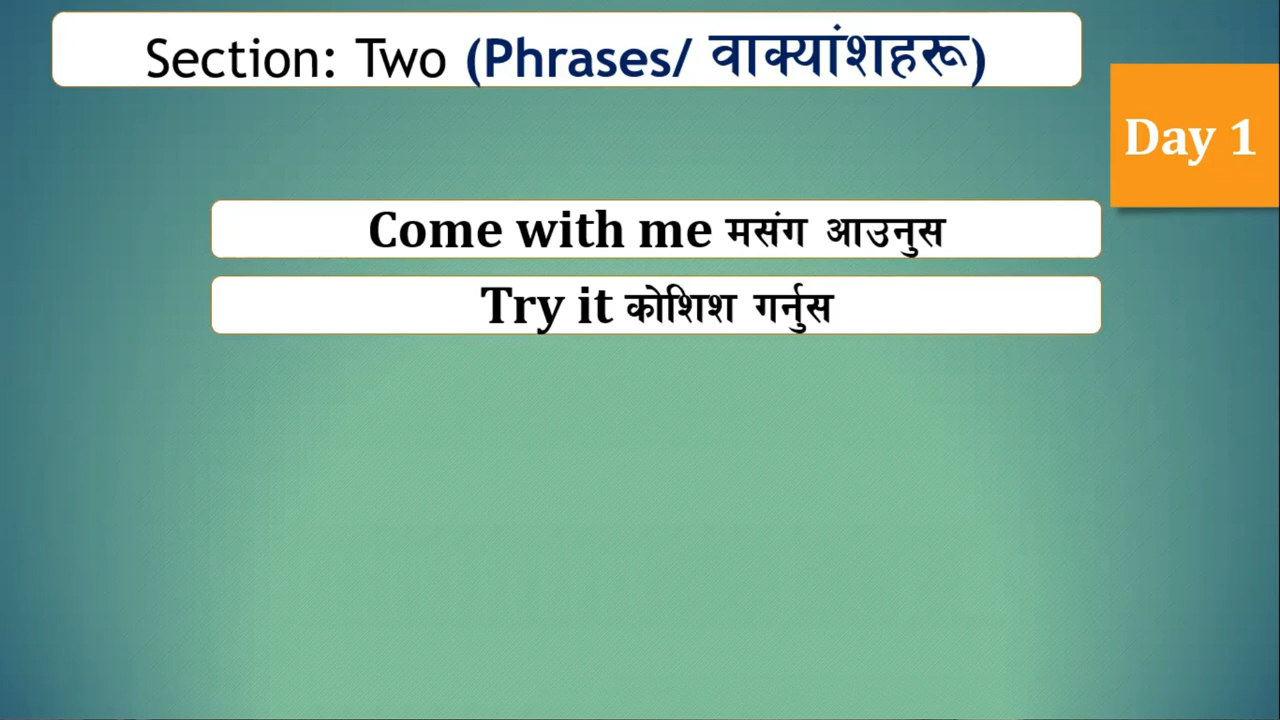 Section: Two (Phrases/ वाक्यांशहरू)
Day 1
Come with me मसंग आउनुस
Try it कोशिश गर्नुस